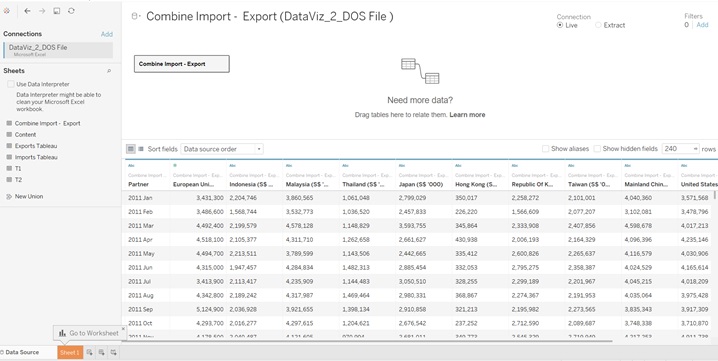 Combine Import - Export (DataViz_2_DOS File )
Connection
Live Extract
Filters
0 | Add
Connections Add
DataViz_2_DOS File
Microsoft Excel
Sheets
Use Data Interpreter
Data Interpreter might be able to
clean your Microsoft Excel
workbook.
Combine Import - Export
Content
Exports Tableau
Imports Tableau
T1
T2
New Union
Combine Import - Export
Need more data?
Drag tables here to relate them. Learn more
Sort fields Data source order Show aliases Show hidden fields 240 rows
Abc Abc Abc Abc Abc Abc Abc Abc Abc Abc
Combine Import - Exp... Combine Import - Exp... Combine Import - Exp... Combine Import - Exp... Combine Import - Exp... Combine Import - Exp... Combine Import - Exp... Combine Import - Exp... Combine Import - Exp... Combine Import - Exp... Combine Import
Partner European Uni... Indonesia (S$ '... Malaysia (S$ '... Thailand (S$ '... Japan (S$ '000) Hong Kong (S... Republic Of K... Taiwan (S$ '0... Mainland Chin... United States
2011 Jan 3,431,300 2,204,746 3,860,565 1,061,048 2,799,029 350,017 2,258,272 2,101,001 4,040,360 3,571,568
2011 Feb 3,486,600 1,568,744 3,532,773 1,036,520 2,457,833 226,220 1,566,609 2,077,207 3,102,081 3,478,796
2011 Mar 4,492,400 2,199,579 4,578,128 1,148,829 3,593,755 345,864 2,333,908 2,407,856 4,598,678 4,017,213
2011 Apr 4,518,100 2,105,377 4,311,710 1,262,658 2,661,627 430,938 2,006,193 2,164,329 4,096,396 4,235,146
2011 May 4,494,700 2,213,511 3,789,599 1,143,506 2,442,665 335,412 2,600,826 2,265,637 4,116,579 4,030,906
2011 Jun 4,315,000 1,947,457 4,284,834 1,482,313 2,885,454 332,053 2,795,235 2,358,387 4,024,529 4,165,614
2011 Jul 3,413,900 2,113,417 4,235,909 1,144,483 3,050,510 328,255 2,299,189 2,201,967 4,045,215 4,018,209
2011 Aug 4,342,800 2,189,242 4,317,987 1,469,464 2,980,331 368,867 2,274,367 2,191,953 4,035,064 3,975,428
2011 Sep 5,124,900 2,036,928 3,921,655 1,398,134 2,910,858 321,213 2,195,982 2,273,565 3,835,343 3,917,309
2011 Oct 4,293,700 2,016,277 4,297,615 1,204,621 2,676,542 237,252 2,712,590 2,089,687 3,748,338 3,710,870
Go to Worksheet
Data Source Sheet 1